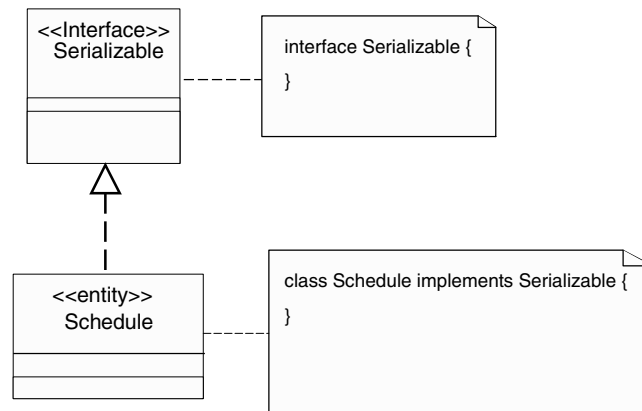 <<Interface>>
Serializable
interface Serializable {
}
<<entity>>
Schedule
class Schedule implements Serializable {
}